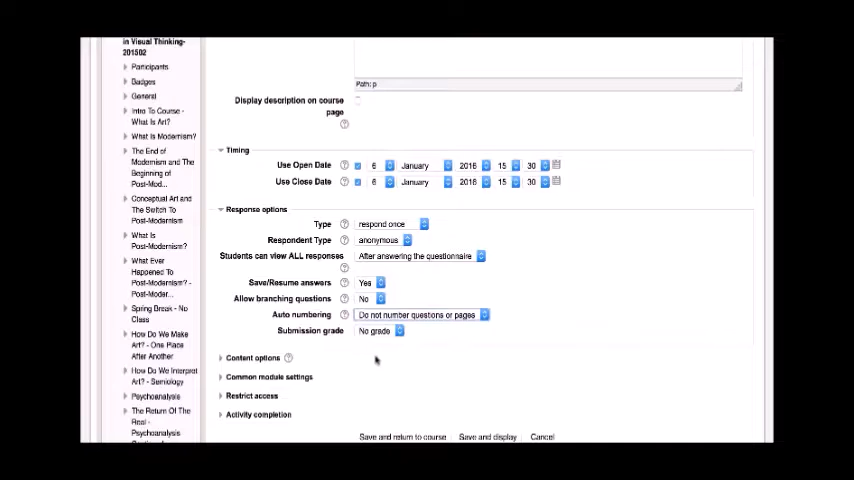 in Visual Thinking-
201502
Participants
Badges
General
Intro To Course -
What Is Art?
What Is Modernism?
The End of
Modernism and The
Beginning of
Post-Mod...
Conceptual Art and
The Switch To
Post-Modernism
What Is
Post-Modernism?
What Ever
Happened To
Post-Modernism? -
Post-Moder...
Spring Break - No
Class
How Do We Make
Art? - One Place
After Another
How Do We Interpret
Art? - Semiology
Psychoanalysis
The Return Of The
Real -
Psychoanalysis
Path: p
Display description on course
page
Timing
Use Open Date 6 January 2016 15 30
Use Close Date 6 January 2016 15 30
Response options
Type respond once
Respondent Type anonymous
Students can view ALL responses After answering the questionnaire
Save/Resume answers Yes
Allow branching questions No
Auto numbering Do not number questions or pages
Submission grade No grade
Content options
Common module settings
Restrict access
Activity completion
Save and return to course Save and display Cancel